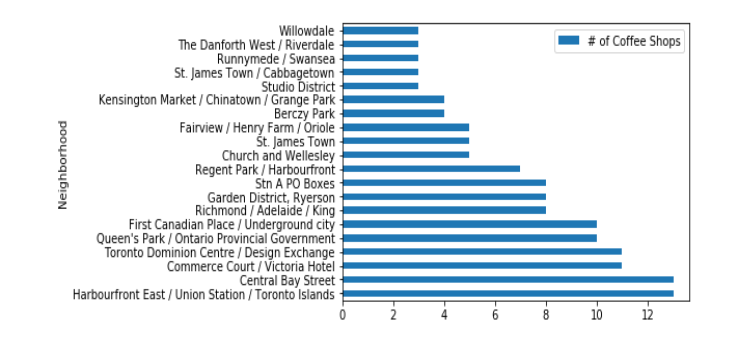 Willowdale
The Danforth West / Riverdale
Runnymede / Swansea
St. James Town / Cabbagetown
Studio District
Kensington Market / Chinatown / Grange Park
Berczy Park
Fairview / Henry Farm / Oriole
St. James Town
Church and Wellesley
Regent Park / Harbourfront
Stn A PO Boxes
Garden District, Ryerson
Richmond / Adelaide / King
First Canadian Place / Underground city
Queen's Park / Ontario Provincial Government
Toronto Dominion Centre / Design Exchange
Commerce Court / Victoria Hotel
Central Bay Street
Harbourfront East / Union Station / Toronto Islands
Neighborhood
# of Coffee Shops
0 2 4 6 8 10 12